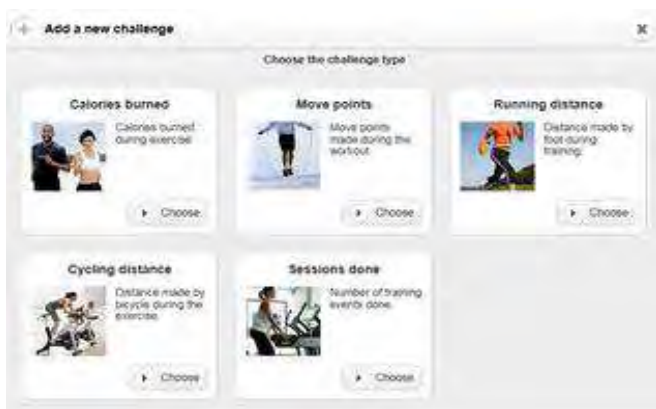 Add a new challenge
Choose the challenge type
Calories burned
Calories burned
during exercise
Choose
Move points
Move points
made during the
workout
Choose
Running distance
Distance made by
foot during
training.
Choose
Cycling distance
Distance made by
bicycle during the
exercise.
Choose
Sessions done
Number of training
events done.
Choose